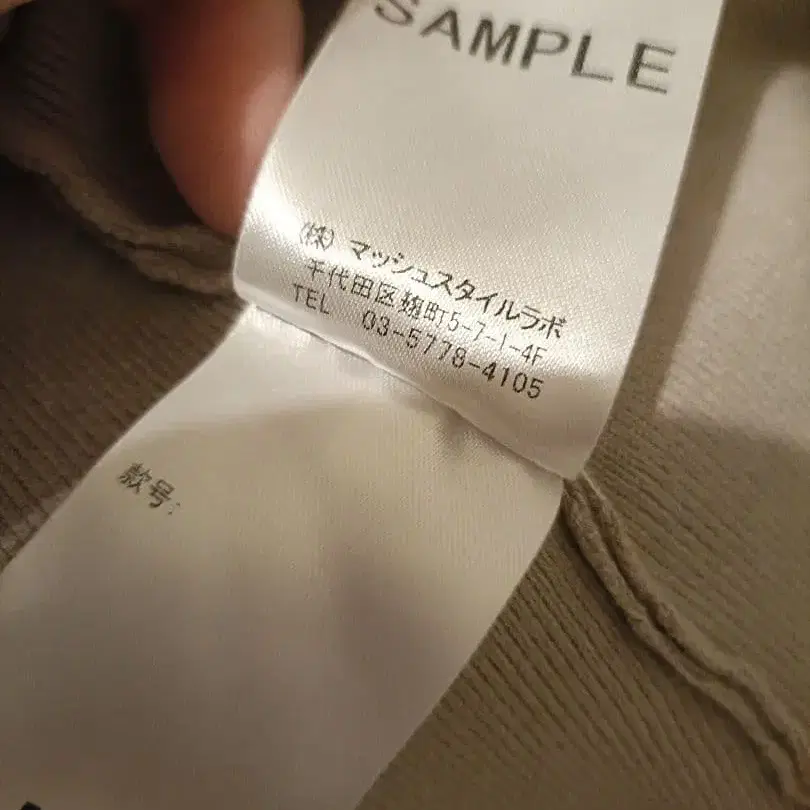 SAMPLE
(株) マッシュスタイルラボ
千代田区麹町5-7-1-4F
TEL 03-5778-4105
款号: